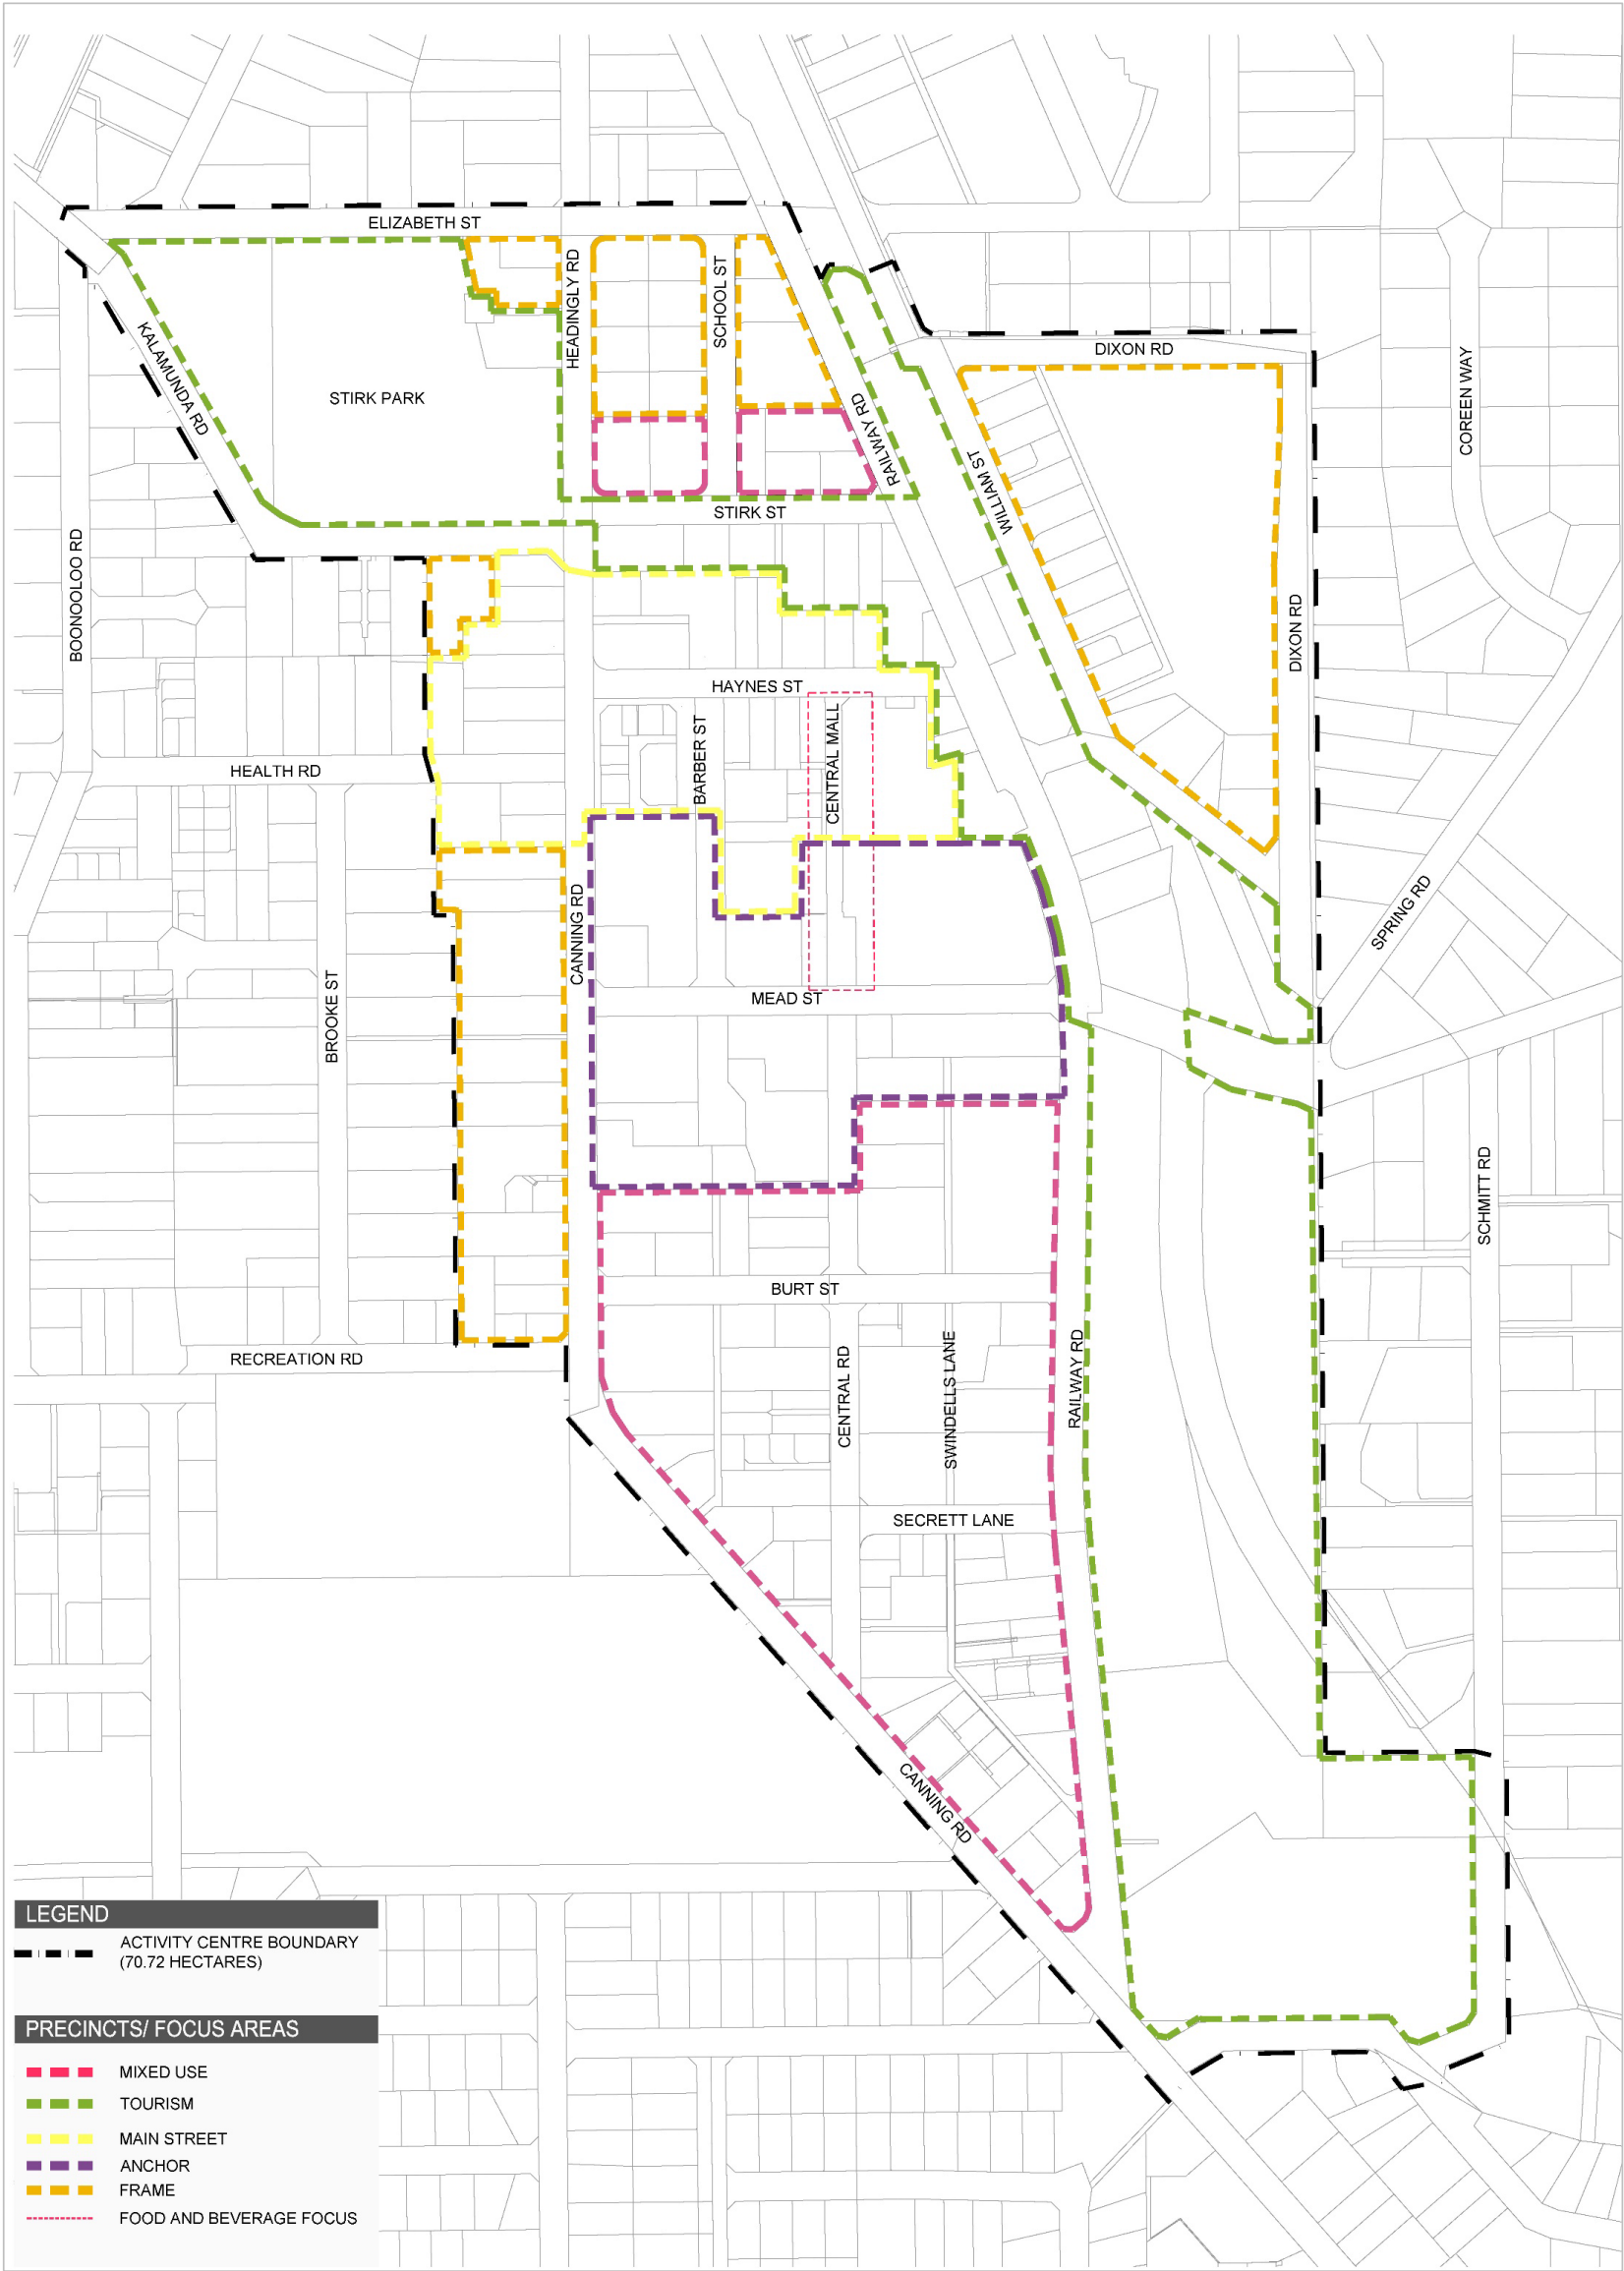 ELIZABETH ST
HEADINGLY RD
SCHOOL ST
DIXON RD
COREEN WAY
KALAMUNDA RD
STIRK PARK
RAILWAY RD
WILLIAM ST
STIRK ST
BOONOOLOO RD
DIXON RD
HAYNES ST
BARBER ST
CENTRAL MALL
HEALTH RD
CANNING RD
SPRING RD
BROOKE ST
MEAD ST
SCHMITT RD
BURT ST
RECREATION RD
CENTRAL RD
SWINDELLS LANE
RAILWAY RD
SECRETT LANE
CANNING RD
LEGEND
ACTIVITY CENTRE BOUNDARY
(70.72 HECTARES)
PRECINCTS/ FOCUS AREAS
MIXED USE
TOURISM
MAIN STREET
ANCHOR
FRAME
FOOD AND BEVERAGE FOCUS